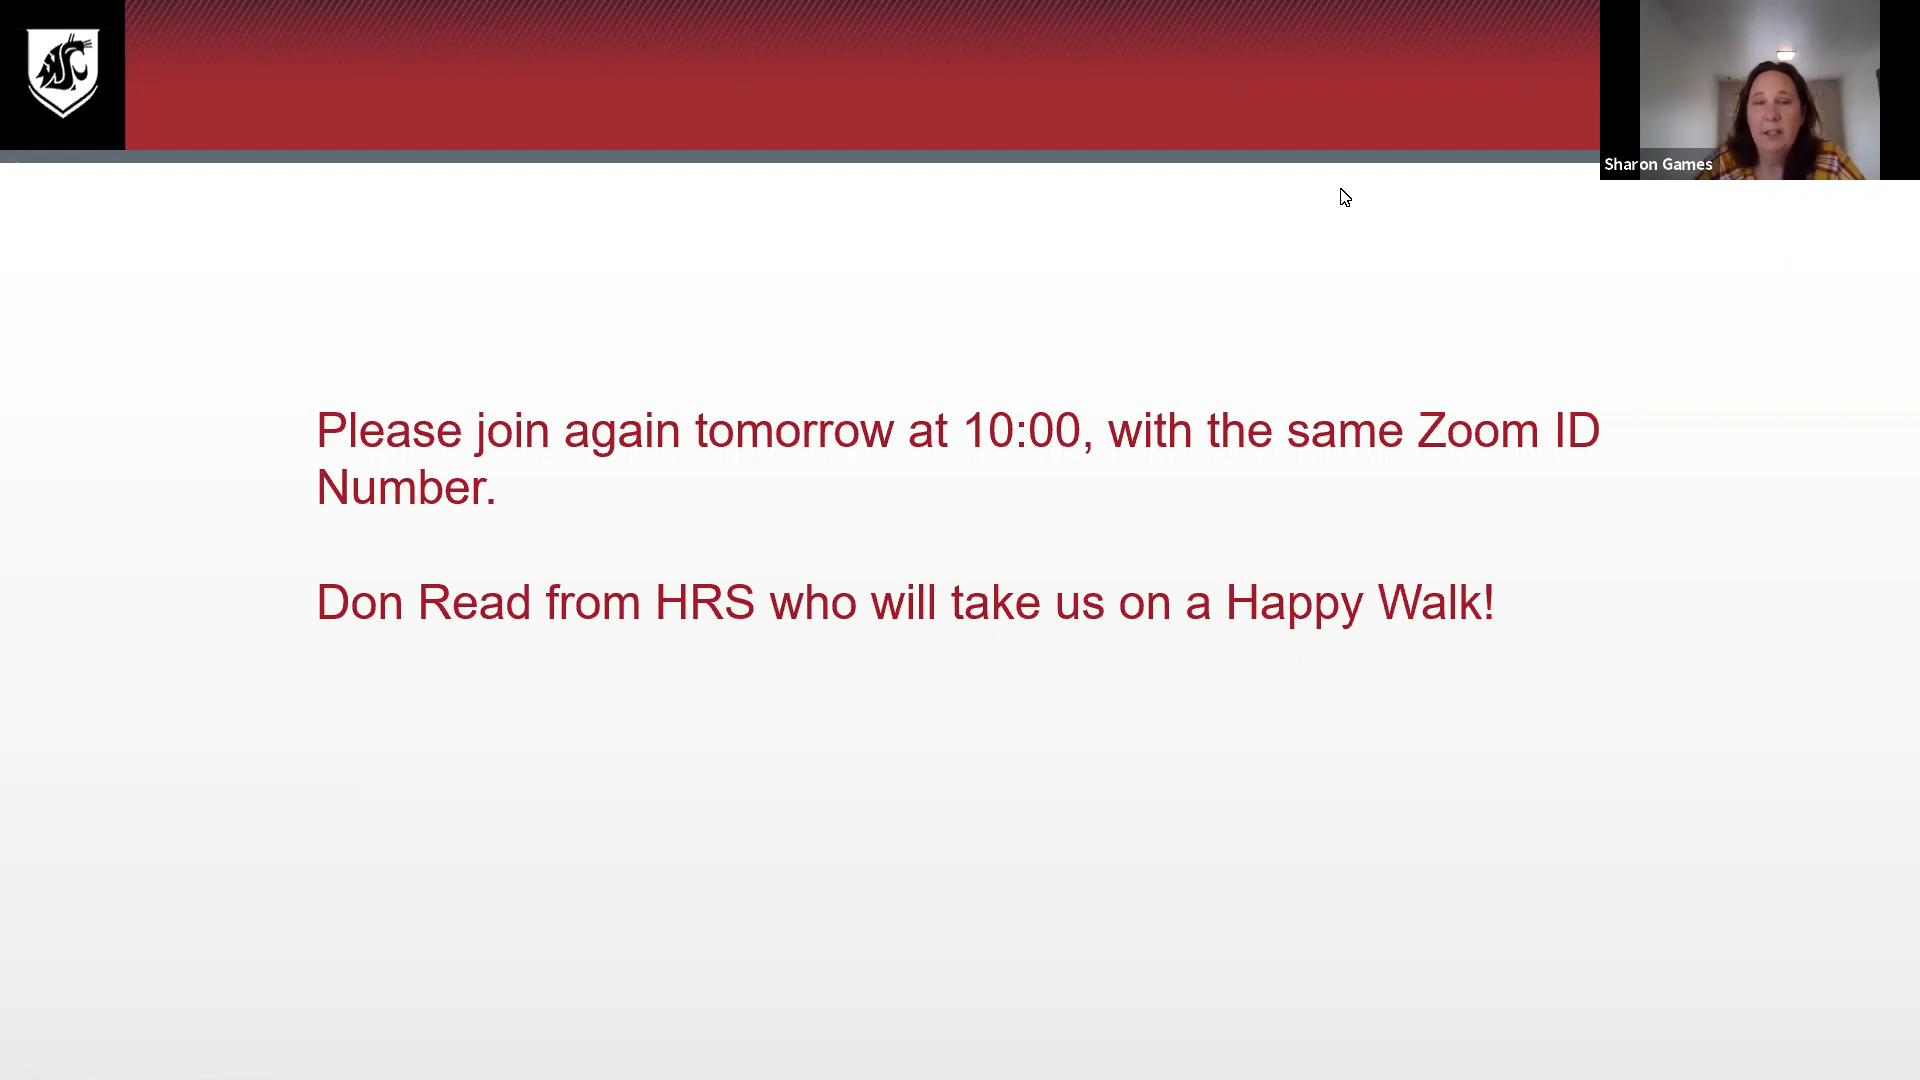 Sharon Games
Please join again tomorrow at 10:00, with the same Zoom ID
Number.
Don Read from HRS who will take us on a Happy Walk!